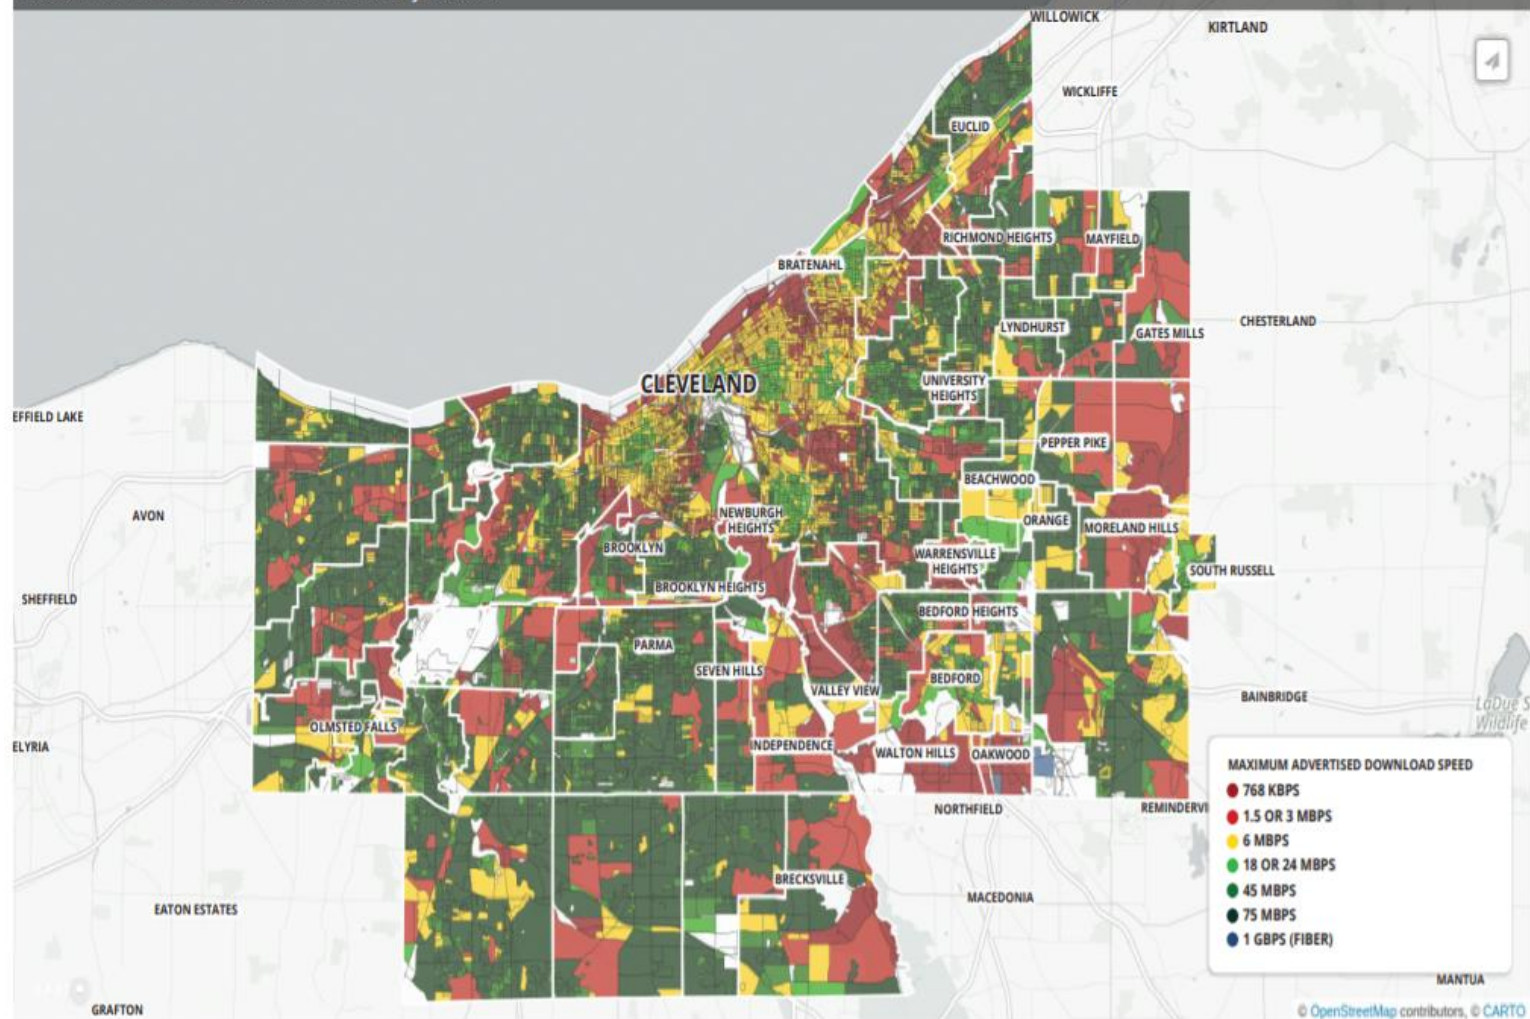 WILLOWICK
KIRTLAND
WICKLIFFE
EUCLID
RICHMOND HEIGHTS
MAYFIELD
BRATENAHL
CHESTERLAND
LYNDHURST
GATES MILLS
CLEVELAND
UNIVERSITY
HEIGHTS
EFFIELD LAKE
PEPPER PIKE
BEACHWOOD
AVON
NEWBURGH
HEIGHTS
ORANGE
MORELAND HILLS
BROOKLYN
WARRENSVILLE
HEIGHTS
SOUTH RUSSELL
BROOKLYN HEIGHTS
SHEFFIELD
BEDFORD HEIGHTS
PARMA
SEVEN HILLS
BEDFORD
VALLEY VIEW
BAINBRIDGE
LaDue S
Wildlife
OLMSTED FALLS
ELYRIA
INDEPENDENCE
WALTON HILLS
OAKWOOD
NORTHFIELD
REMINDERVI
MAXIMUM ADVERTISED DOWNLOAD SPEED
768 KBPS
1.5 OR 3 MBPS
6 MBPS
18 OR 24 MBPS
45 MBPS
75 MBPS
1 GBPS (FIBER)
BRECKSVILLE
MACEDONIA
EATON ESTATES
MANTUA
GRAFTON
© OpenStreetMap contributors, © CARTO